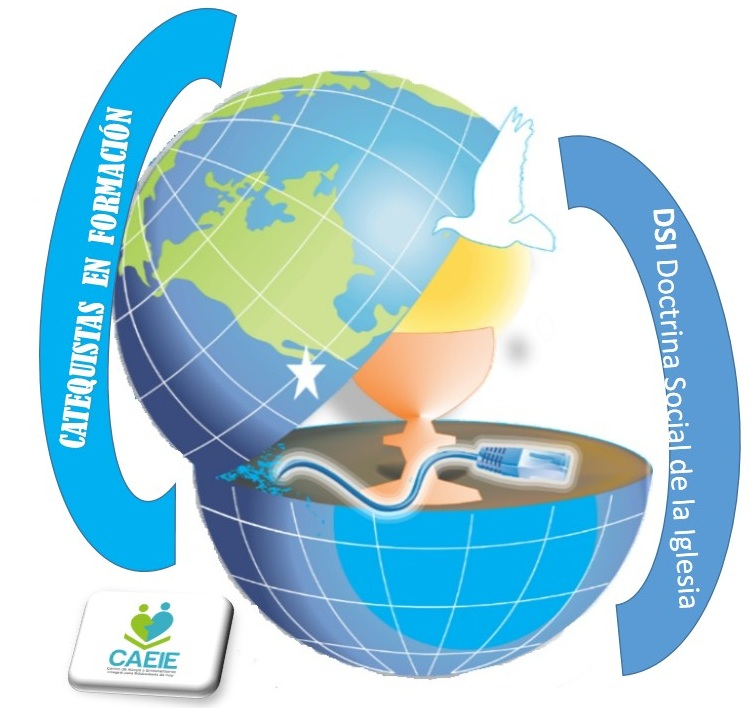 CATEQUISTAS EN FORMACIÓN
DSI Doctrina Social de la Iglesia
CAEIE